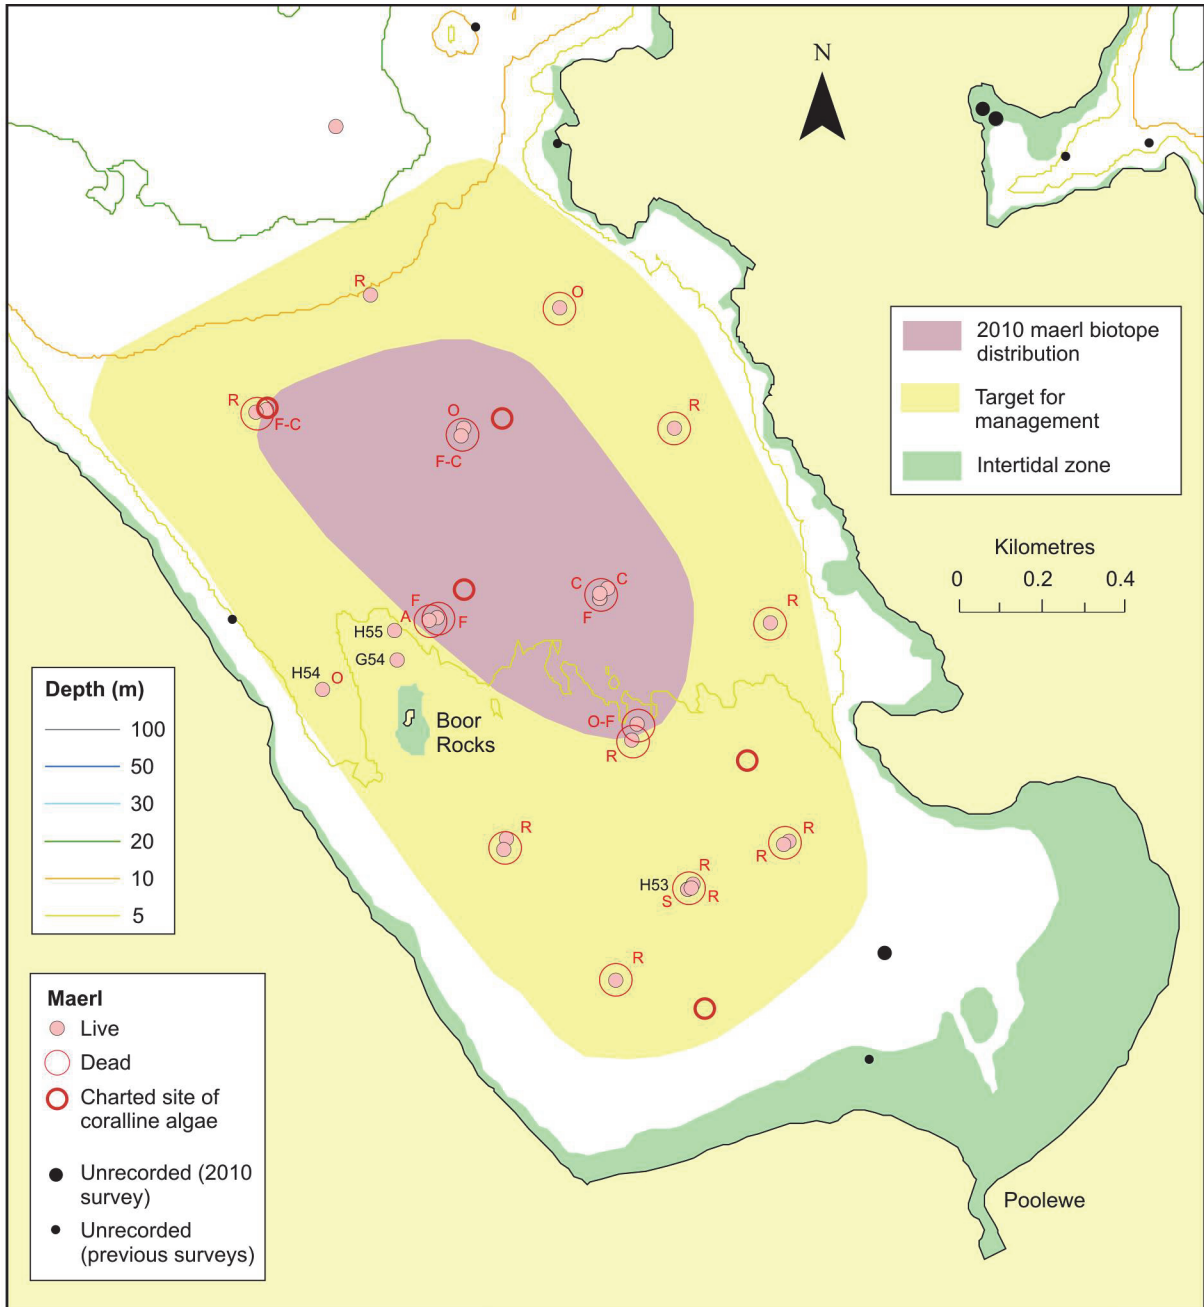 N
R
O
R
F-C
O
F-C
R
2010 maerl biotope
distribution
Target for
management
Intertidal zone
Kilometres
0
0.2
0.4
C
C
F
F
A
F
R
H55
G54
H54
O
Boor
Rocks
O-F
R
R
R
R
H53
R
S
R
R
Depth (m)
100
50
30
20
10
5
Maerl
Live
Dead
Charted site of
coralline algae
Unrecorded (2010
survey)
Unrecorded
(previous surveys)
Poolewe